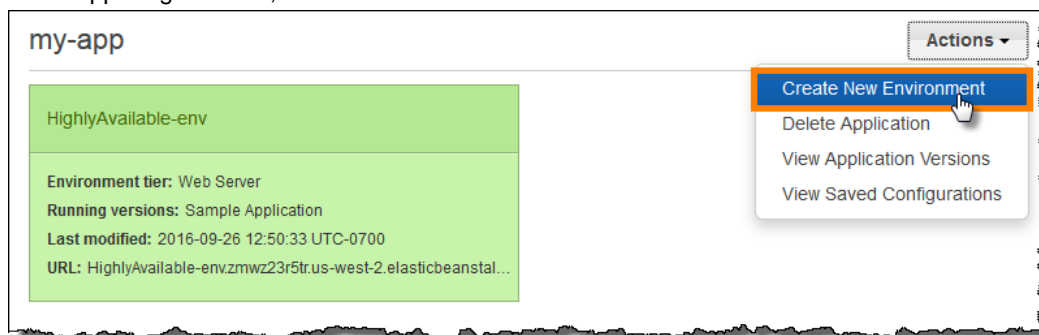 my-app
Actions
Create New Environment
Delete Application
View Application Versions
View Saved Configurations
HighlyAvailable-env
Environment tier: Web Server
Running versions: Sample Application
Last modified: 2016-09-26 12:50:33 UTC-0700
URL: HighlyAvailable-env.zmwz23r5tr.us-west-2.elasticbeanstal...